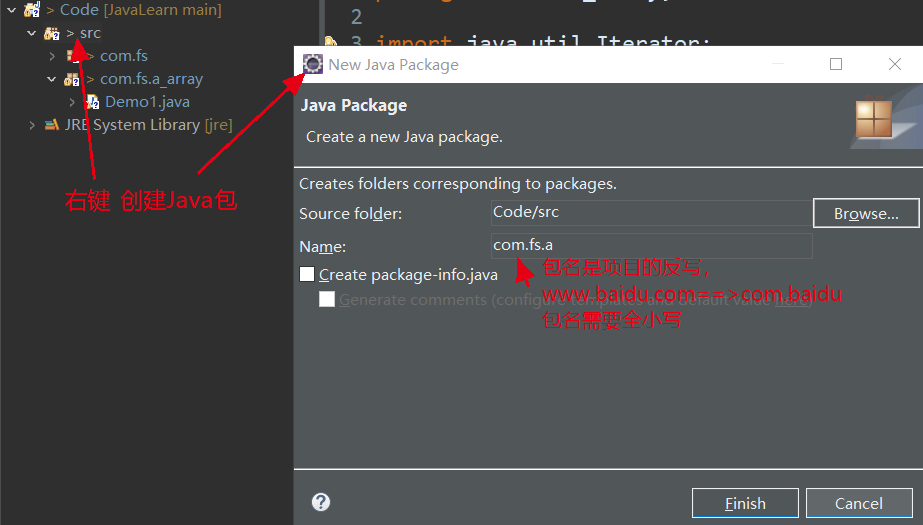 > Code [JavaLearn main]
> src
> com.fs
> com.fs.a_array
Demo1.java
JRE System Library [jre]
右键 创建Java包
2
3 import java.util.Iterator;
New Java Package
Java Package
Create a new Java package.
Creates folders corresponding to packages.
Source folder:
Code/src
Browse...
Name:
com.fs.a
Create package-info.java
包名是项目的反写，
Generate comments (configure templates and default value here)
www.baidu.com==>com.baidu
包名需要全小写
?
Finish
Cancel